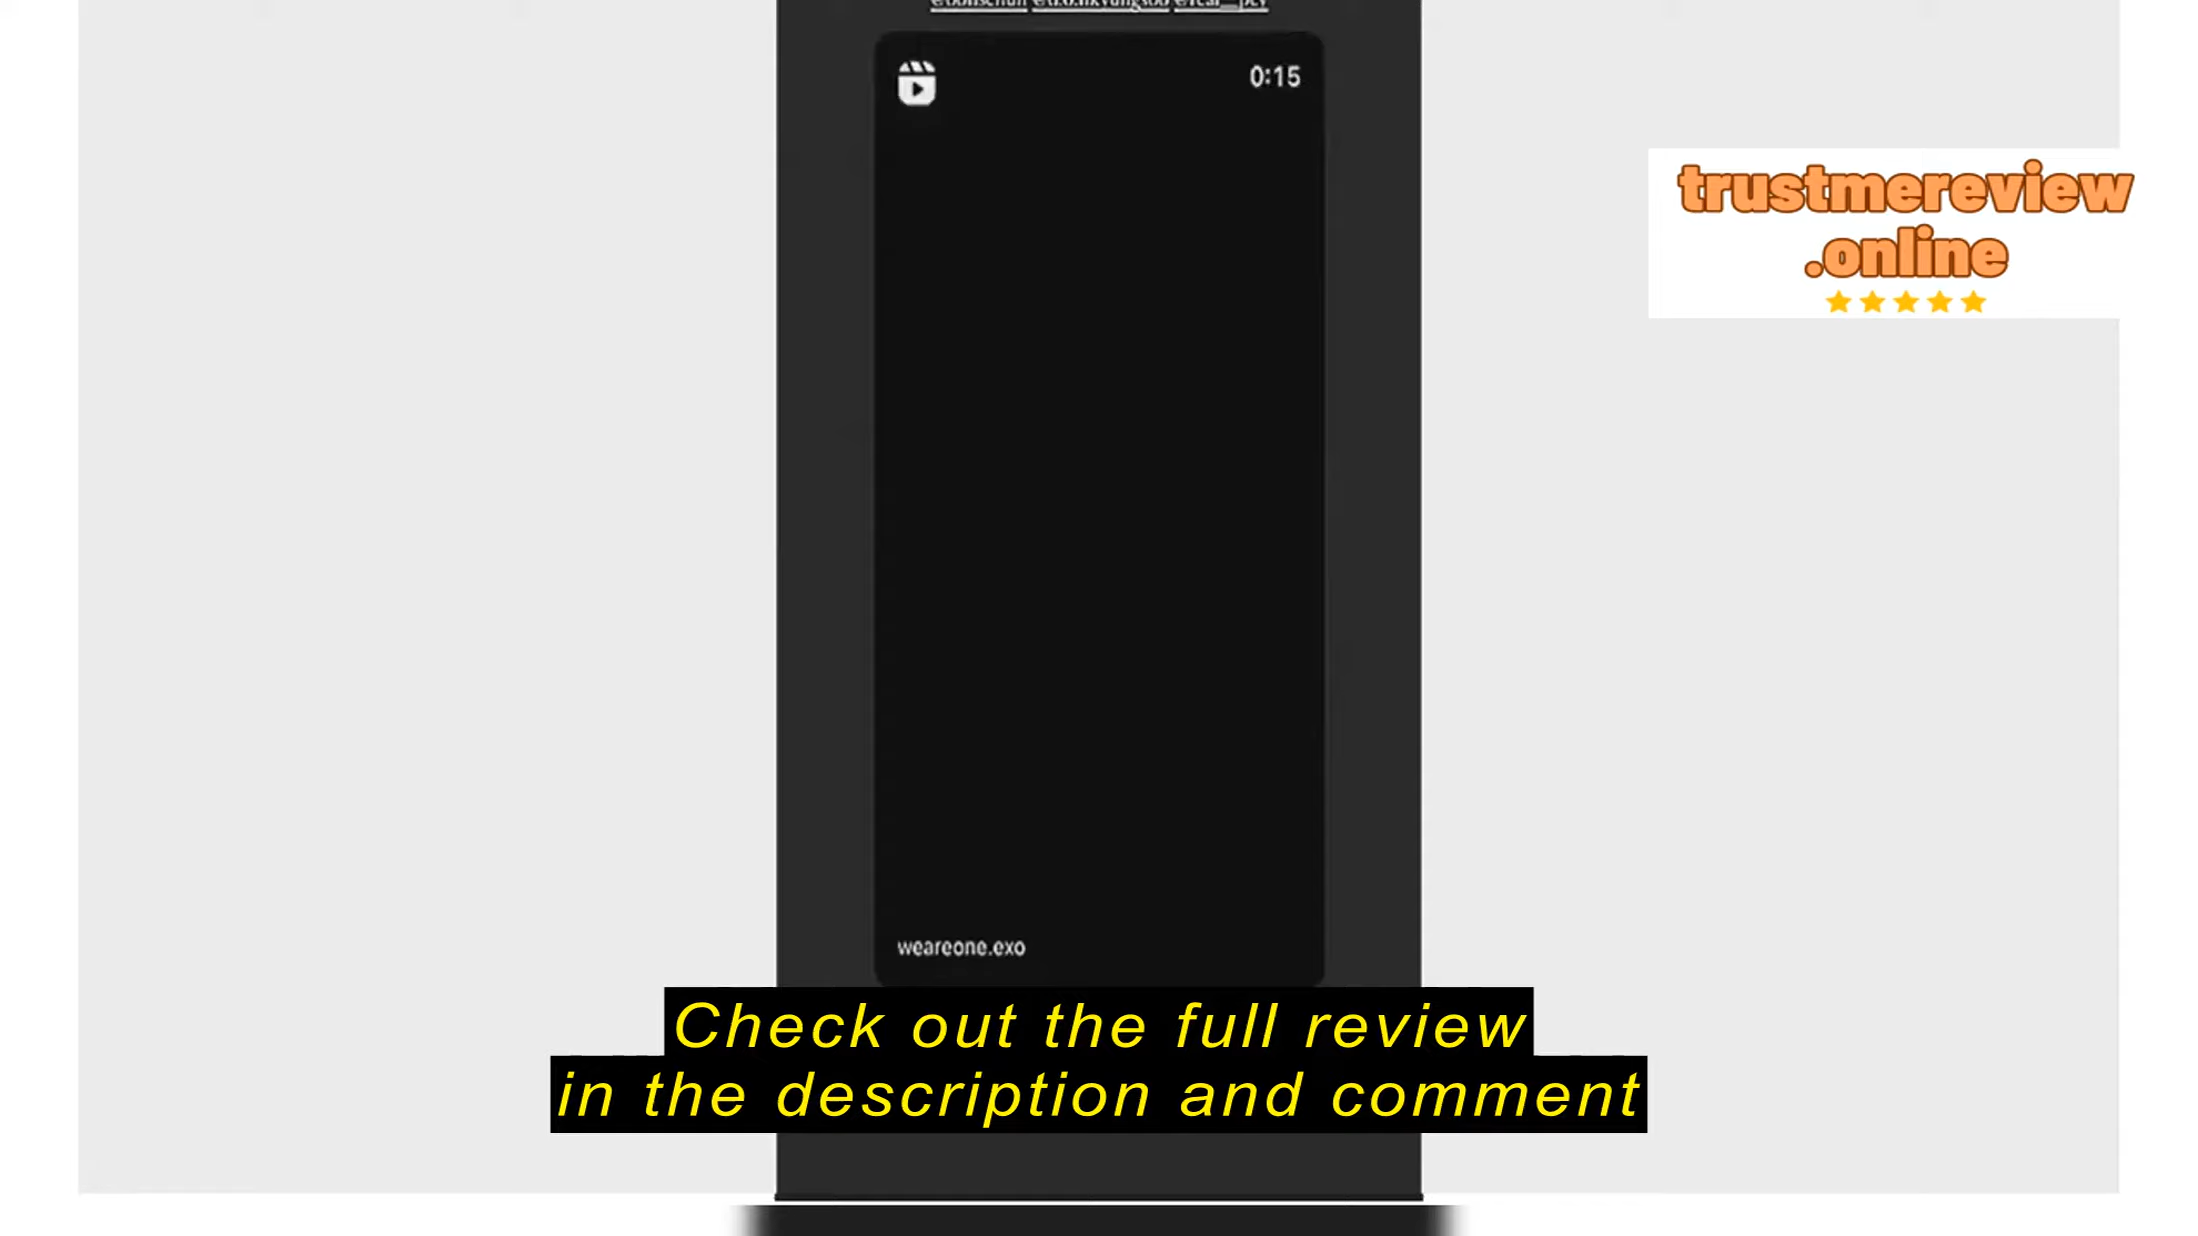 0:15
trustmereview
.online
weareone.exo
Check out the full review
in the description and comment